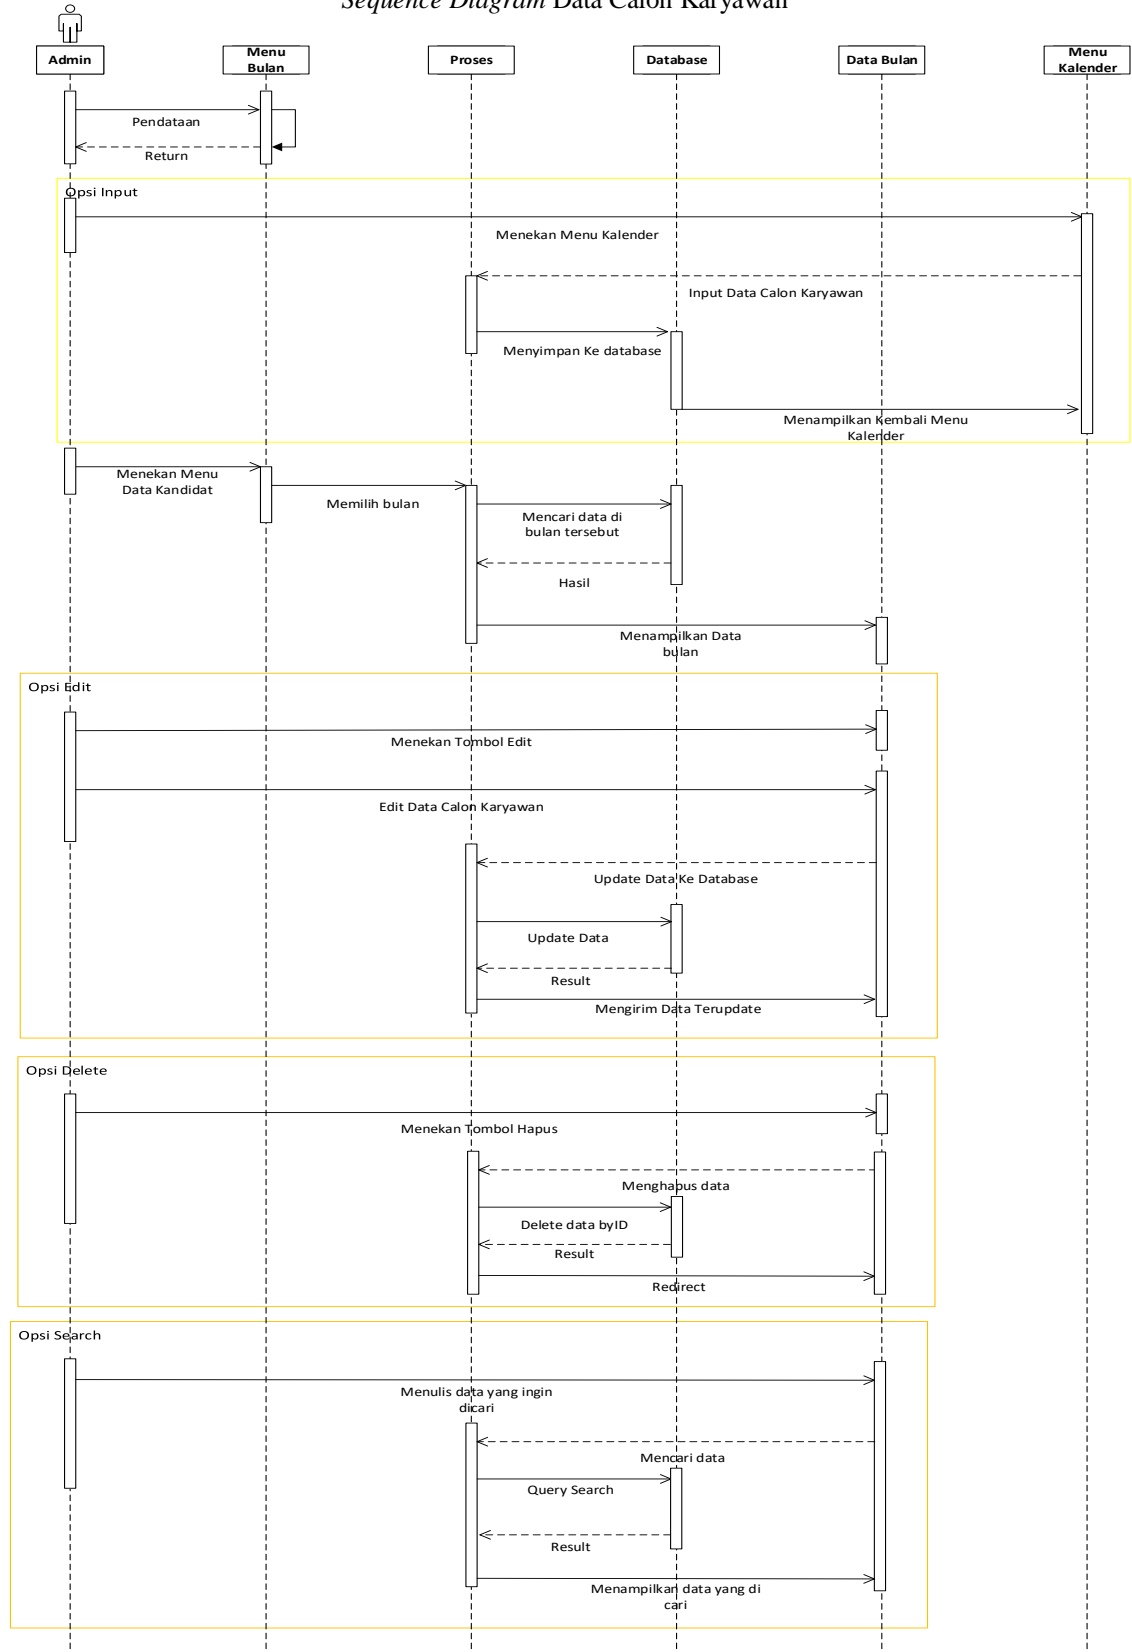 Sequence Diagram Data Calon Karyawan
Admin
Menu
Bulan
Proses
Database
Data Bulan
Menu
Kalender
Pendataan
Return
Opsi Input
Menekan Menu Kalender
Input Data Calon Karyawan
Menyimpan Ke database
Menampilkan Kembali Menu
Kalender
Menekan Menu
Data Kandidat
Memilih bulan
Mencari data di
bulan tersebut
Hasil
Menampilkan Data
bulan
Opsi Edit
Menekan Tombol Edit
Edit Data Calon Karyawan
Update Data Ke Database
Update Data
Result
Mengirim Data Terupdate
Opsi Delete
Menekan Tombol Hapus
Menghapus data
Delete data byID
Result
Redirect
Opsi Search
Menulis data yang ingin
dicari
Mencari data
Query Search
Result
Menampilkan data yang di
cari